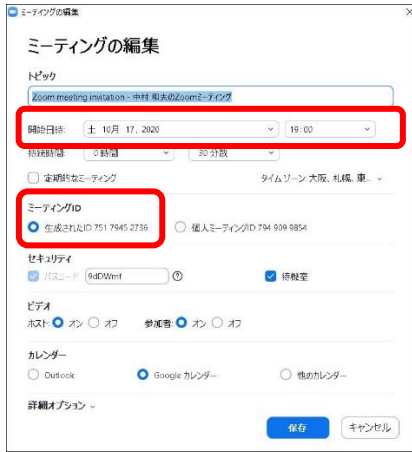 ミーティングの編集
ミーティングの編集
トピック
Zoom meeting invitation - 中村 和夫のZoomミーティング
開始日時: 土 10月 17, 2020 19:00
持続時間: 0 時間 30 分数
定期的なミーティング タイムゾーン 大阪、札幌、東...
ミーティングID
生成されたID 751 7945 2736 個人ミーティングID 794 909 9854
セキュリティ
パスコード 9dDWmf 待機室
ビデオ
ホスト: オン オフ 参加者: オン オフ
カレンダー
Outlook Google カレンダー 他のカレンダー
詳細オプション
保存 キャンセル